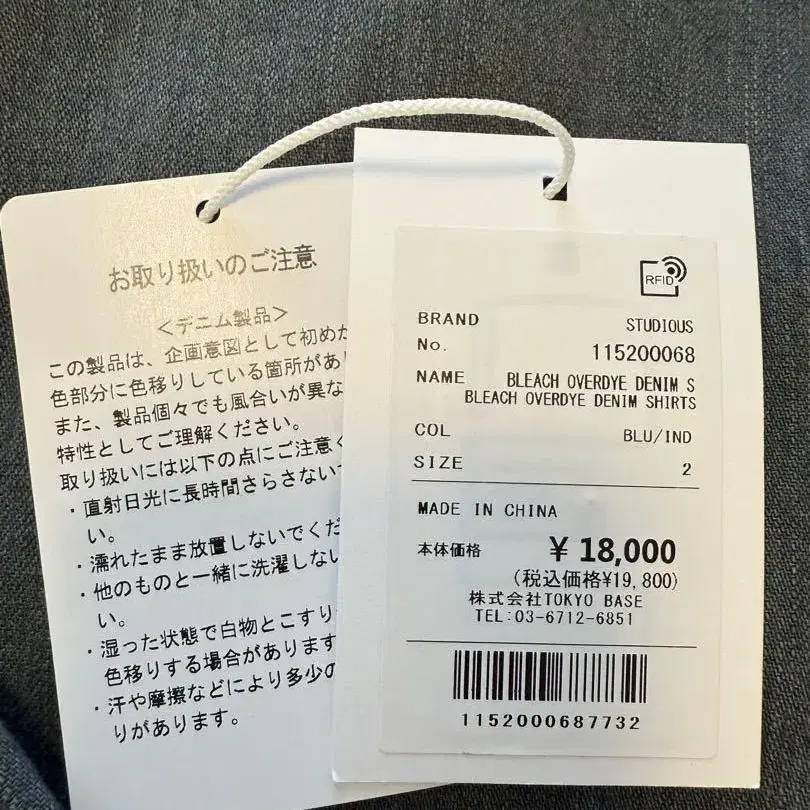 お取り扱いのご注意
<デニム製品>
この製品は、企画意図として初めか
色部分に色移りしている箇所があ
また、製品個々でも風合いが異な
特性としてご理解ください。
取り扱いには以下の点にご注意く
・直射日光に長時間さらさない
い。
・濡れたまま放置しないでくだ
・他のものと一緒に洗濯しない
い。
・湿った状態で白物とこすり
色移りする場合があります
・汗や摩擦などにより多少の
りがあります。
RFID
BRAND STUDIOUS
No. 115200068
NAME BLEACH OVERDYE DENIM S
BLEACH OVERDYE DENIM SHIRTS
COL BLU/IND
SIZE 2
MADE IN CHINA
本体価格 ¥18,000
(税込価格¥19,800)
株式会社TOKYO BASE
TEL:03-6712-6851
1152000687732